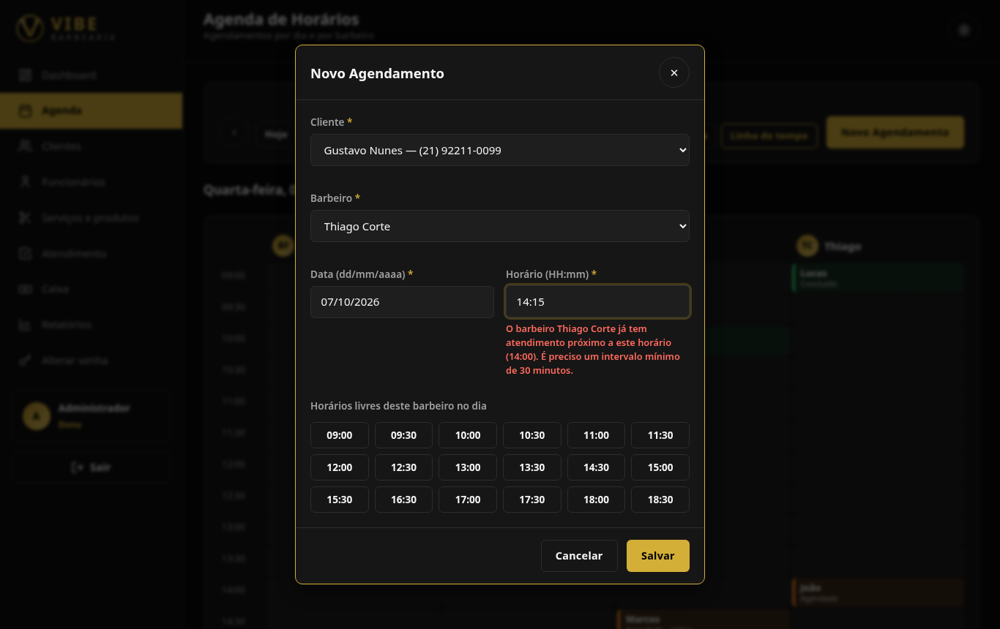 VIBE
BARBEARIA
Dashboard
Agenda
Clientes
Funcionários
Serviços e produtos
Atendimento
Caixa
Relatórios
Alterar senha
A
Administrador
Dono
Sair
Agenda de Horários
Agendamentos por dia e por barbeiro
Hoje
Linha do tempo
Novo Agendamento
Quarta-feira, 0
TC Thiago
09:00
09:30
10:00
10:30
11:00
11:30
12:00
12:30
13:00
13:30
14:00
14:30
Lucas
Concluído
João
Agendado
Marcos
Novo Agendamento
×
Cliente *
Gustavo Nunes — (21) 92211-0099
Barbeiro *
Thiago Corte
Data (dd/mm/aaaa) * Horário (HH:mm) *
07/10/2026 14:15
O barbeiro Thiago Corte já tem
atendimento próximo a este horário
(14:00). É preciso um intervalo mínimo
de 30 minutos.
Horários livres deste barbeiro no dia
09:00 09:30 10:00 10:30 11:00 11:30
12:00 12:30 13:00 13:30 14:30 15:00
15:30 16:30 17:00 17:30 18:00 18:30
Cancelar Salvar